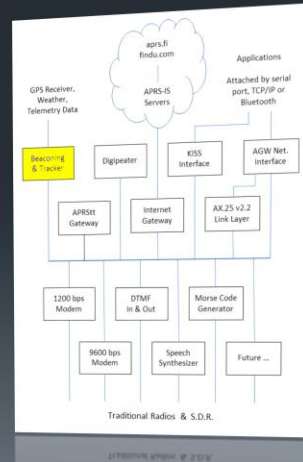 aprs.fi
findu.com
APRS-IS
Servers
Applications
Attached by serial
port, TCP/IP or
Bluetooth
GPS Receiver,
Weather,
Telemetry Data
Beaconing
& Tracker
Digipeater
KISS
Interface
AGW Net.
Interface
APRStt
Gateway
Internet
Gateway
AX.25 v2.2
Link Layer
1200 bps
Modem
DTMF
In & Out
Morse Code
Generator
9600 bps
Modem
Speech
Synthesizer
Future ...
Traditional Radios & S.D.R.